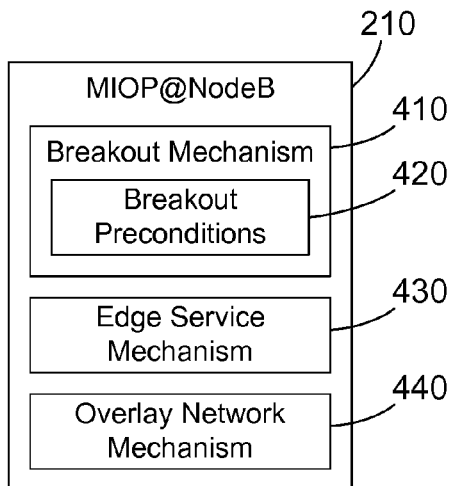 210
MIOP@NodeB
410
Breakout Mechanism
420
Breakout
Preconditions
430
Edge Service
Mechanism
440
Overlay Network
Mechanism